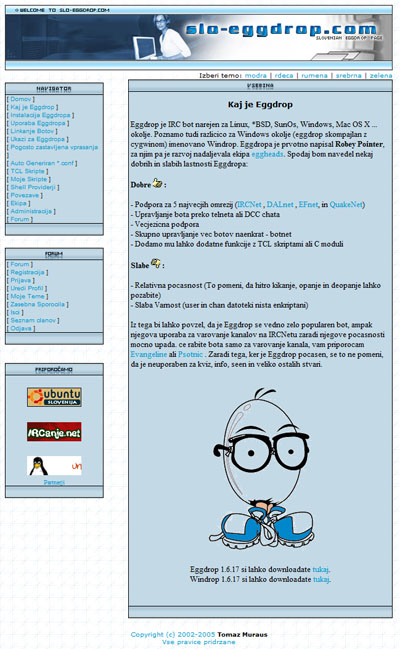 WELCOME TO SLO-EGGDROP.COM
slo-eggdrop.com
SLOVENIAN EGGDROP PAGE
Izberi temo: modra | rdeca | rumena | srebrna | zelena
NAVIGATOR
[ Domov ]
[ Kaj je Eggdrop ]
[ Instalacija Eggdropa ]
[ Uporaba Eggdropa ]
[ Linkanje Botov ]
[ Ukazi za Eggdrop ]
[ Pogosto zastavljena vprasanja
]
[ Auto Generiran *.conf ]
[ TCL Skripte ]
[ Moje Skripte ]
[ Shell Providerji ]
[ Povezave ]
[ Ekipa ]
[ Administracija ]
[ Forum ]
FORUM
[ Forum ]
[ Registracija ]
[ Prijava ]
[ Uredi Profil ]
[ Moje Teme ]
[ Zasebna Sporocila ]
[ Isci ]
[ Seznam clanov ]
[ Odjava ]
PRIPOROČAMO
ubuntu
SLOVENIJA
IRCanje.net
Pomoci
VSEBINA
Kaj je Eggdrop
Eggdrop je IRC bot narejen za Linux, *BSD, SunOs, Windows, Mac OS X ...
okolje. Poznamo tudi razlicico za Windows okolje (eggdrop skompajlan z
cygwinom) imenovano Windrop. Eggdropa je prvotno napisal Robey Pointer,
za njim pa je razvoj nadaljevala ekipa eggheads. Spodaj bom navedel nekaj
dobrih in slabih lastnosti Eggdropa:
Dobre :
- Podpora za 5 najvecjih omrezij (IRCNet , DALnet , EFnet, in QuakeNet)
- Upravljanje bota preko telneta ali DCC chata
- Vecjezicna podpora
- Skupno upravljanje vec botov naenkrat - botnet
- Dodamo mu lahko dodatne funkcije z TCL skriptami ali C moduli
Slabe :
- Relativna pocasnost (To pomeni, da hitro kikanje, opanje in deopanje lahko
pozabite)
- Slaba Varnost (user in chan datoteki nista enkriptani)
Iz tega bi lahko povzel, da je Eggdrop se vedno zelo popularen bot, ampak
njegova uporaba za varovanje kanalov na IRCNetu zaradi njegove pocasnosti
mocno upada. ce rabite bota samo za varovanje kanala, vam priporocam
Evangeline ali Psotnic . Zaradi tega, ker je Eggdrop pocasen, se to ne pomeni,
da je neuporaben za kviz, info, seen in veliko ostalih stvari.
Eggdrop 1.6.17 si lahko downloadate tukaj.
Windrop 1.6.17 si lahko downloadate tukaj.
Copyright (c) 2002-2005 Tomaz Muraus
Vse pravice pridrzane